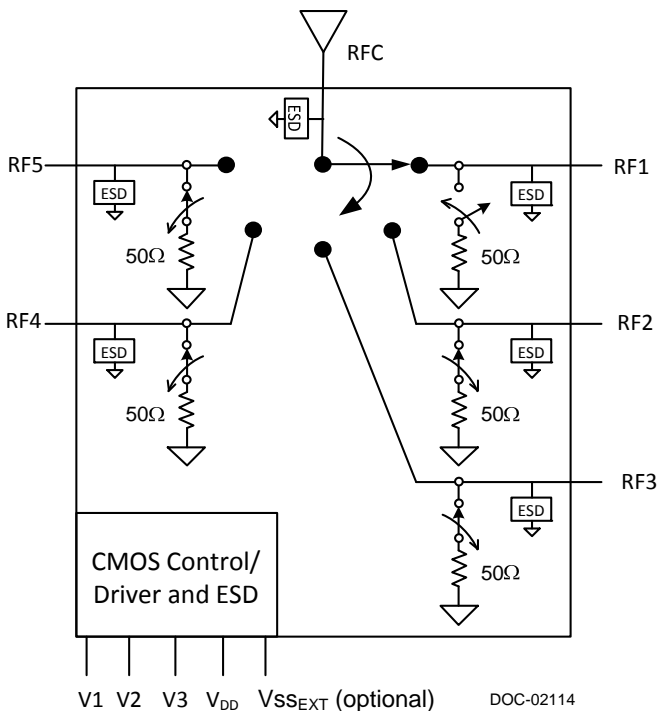 RFC
ESD
RF5
RF1
ESD
ESD
50Ω
50Ω
RF4
RF2
ESD
ESD
50Ω
50Ω
RF3
ESD
50Ω
CMOS Control/
Driver and ESD
V1 V2 V3 VDD VssEXT (optional)
DOC-02114